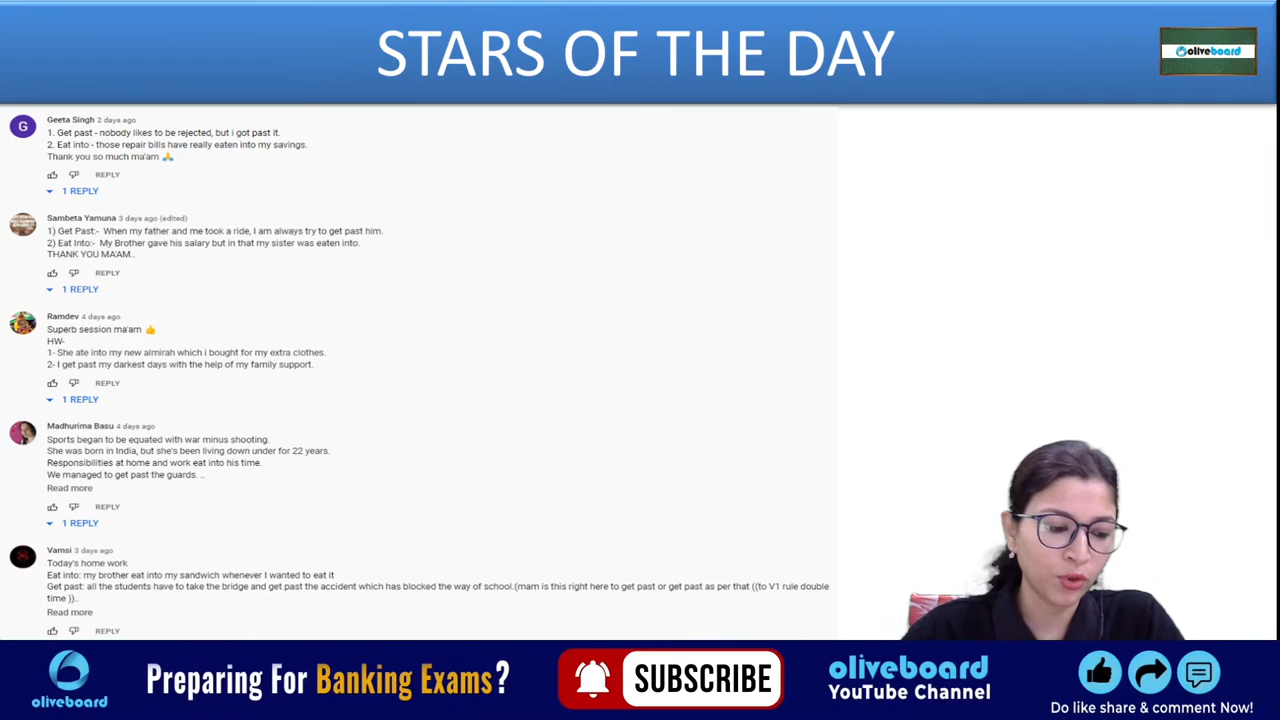 STARS OF THE DAY
oliveboard
G
Geeta Singh 2 days ago
1. Get past - nobody likes to be rejected, but i got past it.
2. Eat into - those repair bills have really eaten into my savings.
Thank you so much ma'am 🙏
REPLY
1 REPLY
Sambeta Yamuna 3 days ago (edited)
1) Get Past:- When my father and me took a ride, I am always try to get past him.
2) Eat Into:- My Brother gave his salary but in that my sister was eaten into.
THANK YOU MA'AM..
REPLY
1 REPLY
Ramdev 4 days ago
Superb session ma'am 👍
HW-
1- She ate into my new almirah which i bought for my extra clothes.
2- I get past my darkest days with the help of my family support.
REPLY
1 REPLY
Madhurima Basu 4 days ago
Sports began to be equated with war minus shooting.
She was born in India, but she's been living down under for 22 years.
Responsibilities at home and work eat into his time.
We managed to get past the guards. ..
Read more
REPLY
1 REPLY
Vamsi 3 days ago
Today's home work
Eat into: my brother eat into my sandwich whenever I wanted to eat it
Get past: all the students have to take the bridge and get past the accident which has blocked the way of school.(mam is this right here to get past or get past as per that ((to V1 rule double
time ))..
Read more
REPLY
oliveboard
Preparing For Banking Exams?
SUBSCRIBE
oliveboard
YouTube Channel
Do like share & comment Now!